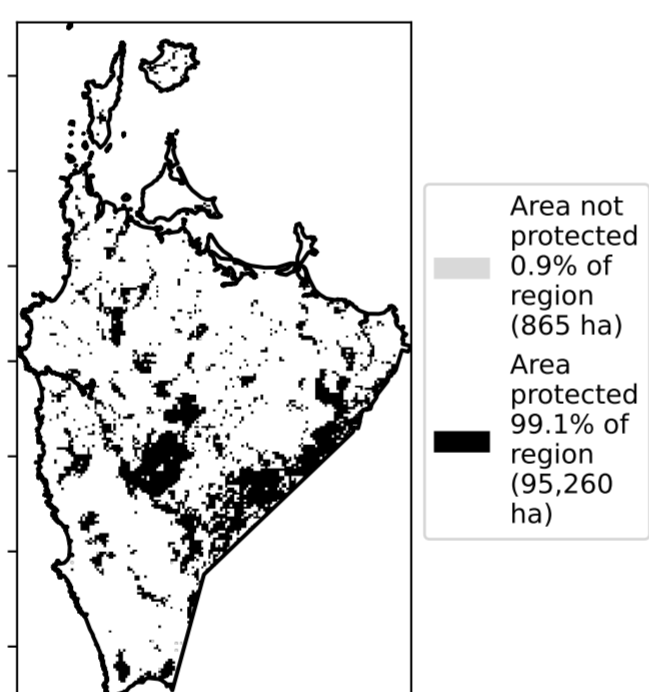 Area not
protected
0.9% of
region
(865 ha)
Area
protected
99.1% of
region
(95,260
ha)